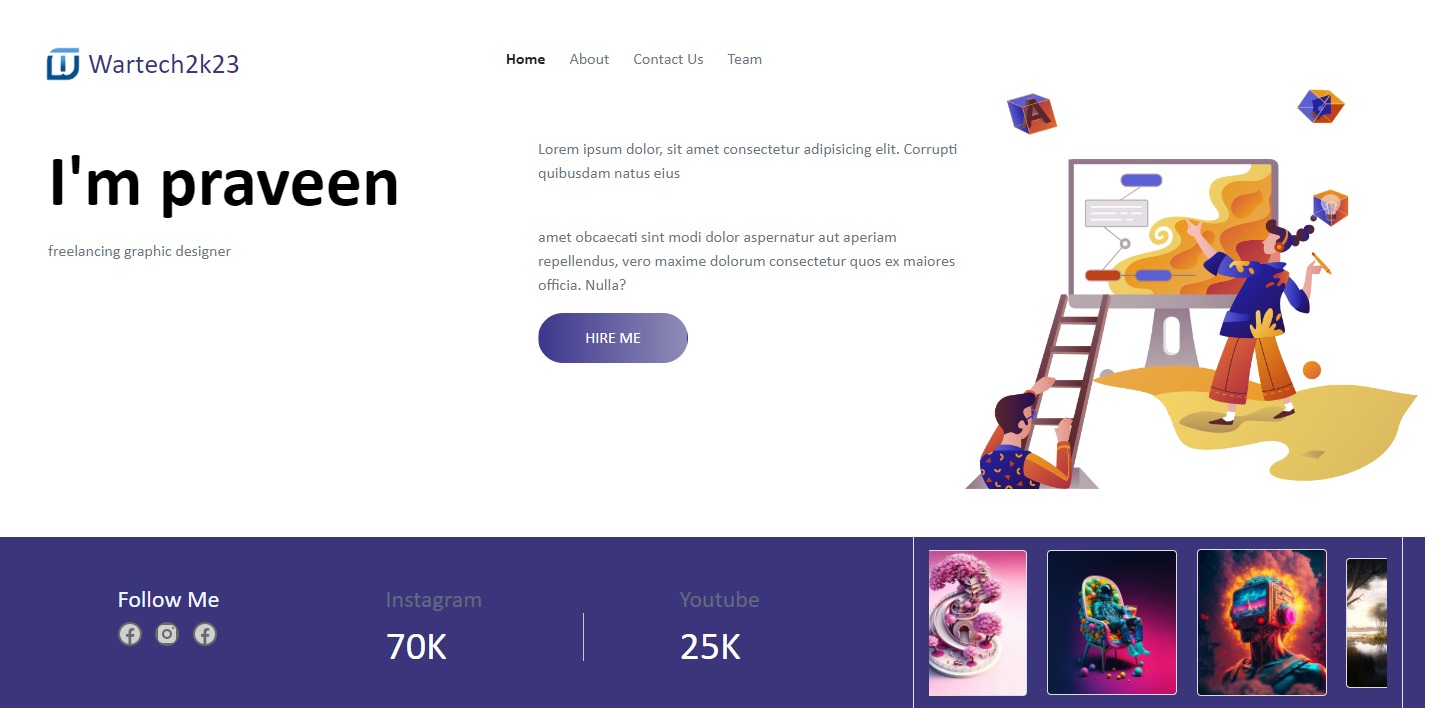 Wartech2k23
Home About Contact Us Team
I'm praveen
freelancing graphic designer
Lorem ipsum dolor, sit amet consectetur adipisicing elit. Corrupti
quibusdam natus eius
amet obcaecati sint modi dolor aspernatur aut aperiam
repellendus, vero maxime dolorum consectetur quos ex maiores
officia. Nulla?
HIRE ME
A
Follow Me
Instagram
70K
Youtube
25K